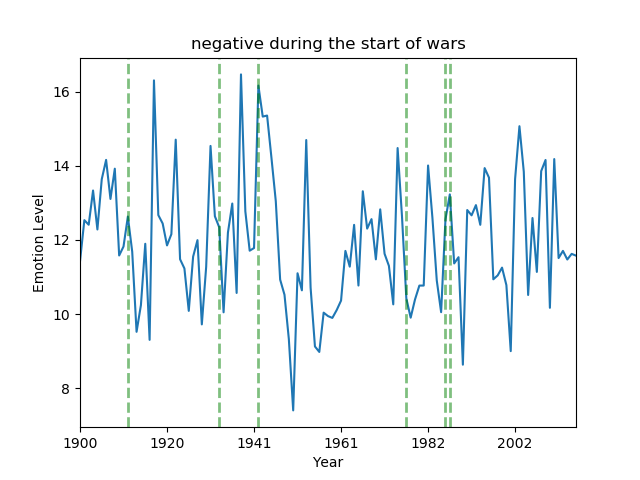 negative during the start of wars
Emotion Level
16
14
12
10
8
1900 1920 1941 1961 1982 2002
Year